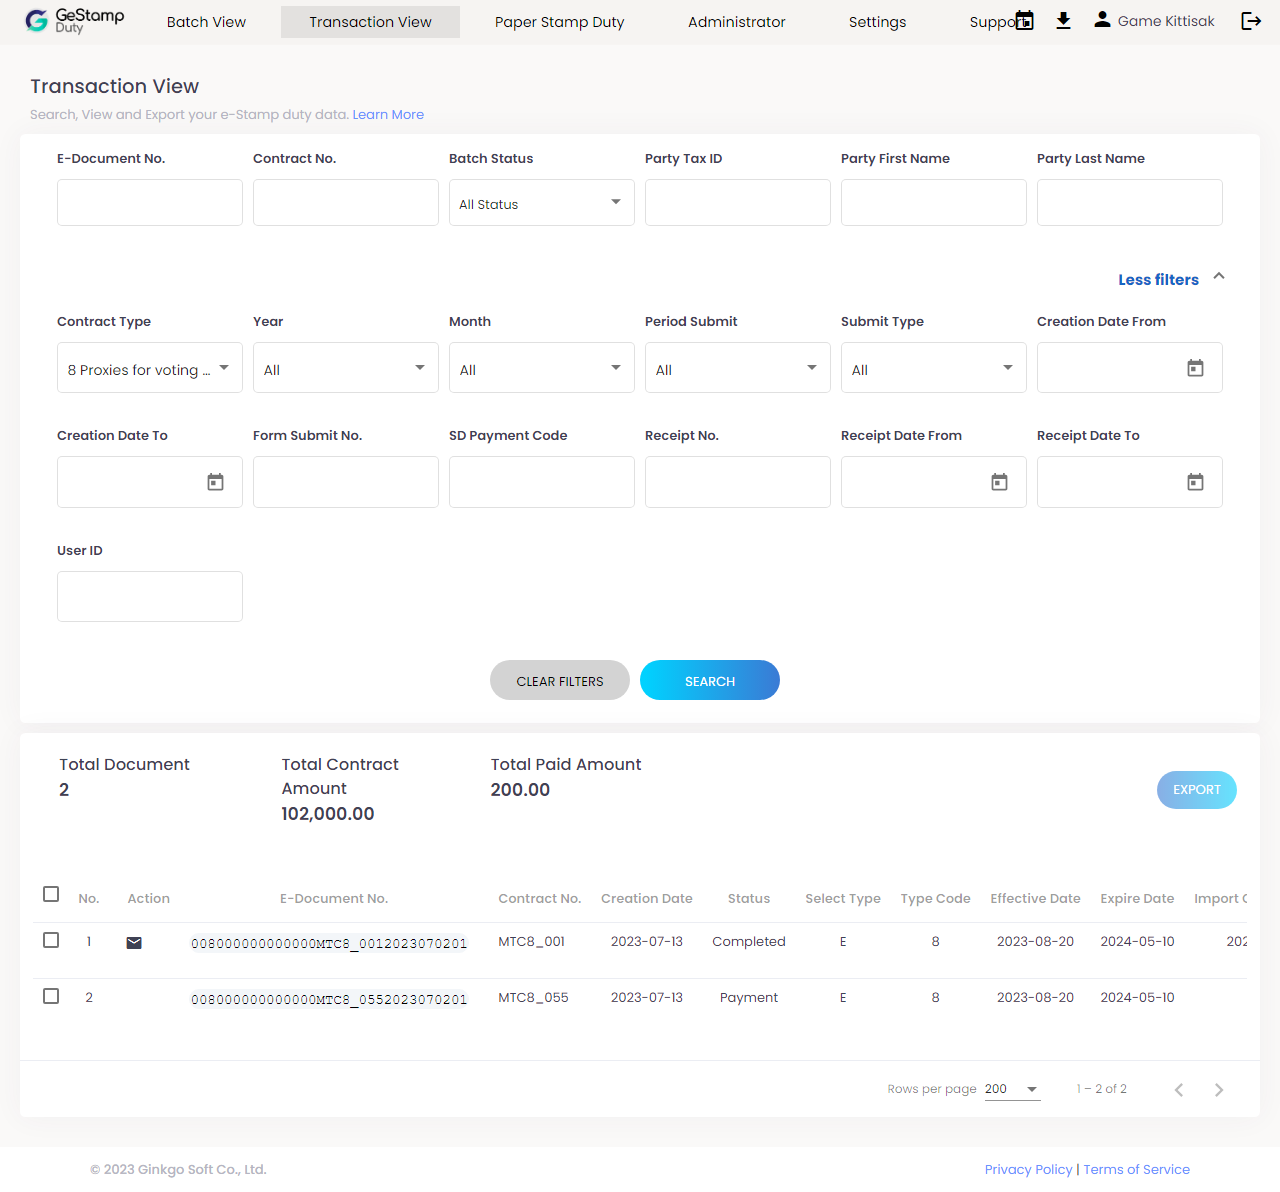 GeStamp
Duty
Batch View
Transaction View
Paper Stamp Duty
Administrator
Settings
Support
Game Kittisak
Transaction View
Search, View and Export your e-Stamp duty data. Learn More
E-Document No. Contract No. Batch Status Party Tax ID Party First Name Party Last Name
All Status
Less filters
Contract Type Year Month Period Submit Submit Type Creation Date From
8 Proxies for voting ... All All All All
Creation Date To Form Submit No. SD Payment Code Receipt No. Receipt Date From Receipt Date To
User ID
CLEAR FILTERS SEARCH
Total Document
2
Total Contract
Amount
102,000.00
Total Paid Amount
200.00
EXPORT
No. Action E-Document No. Contract No. Creation Date Status Select Type Type Code Effective Date Expire Date Import
1 008000000000000MTC8_0012023070201 MTC8_001 2023-07-13 Completed E 8 2023-08-20 2024-05-10 202
2 008000000000000MTC8_0552023070201 MTC8_055 2023-07-13 Payment E 8 2023-08-20 2024-05-10
Rows per page 200 1 – 2 of 2
© 2023 Ginkgo Soft Co., Ltd.
Privacy Policy | Terms of Service